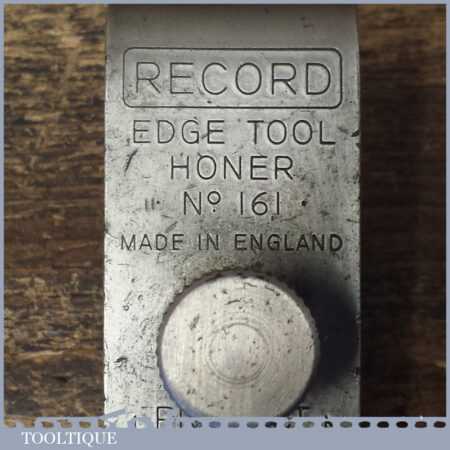 RECORD
EDGE TOOL
HONER
Nº 161
MADE IN ENGLAND
TOOLTIQUE